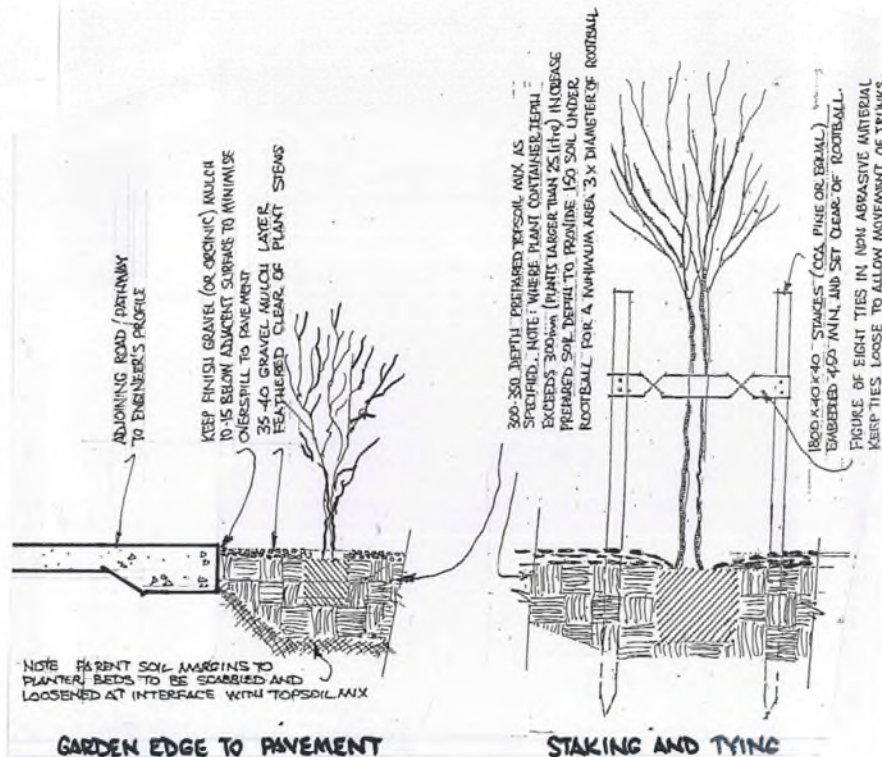 ADJOINING ROAD / PATHWAY
TO ENGINEER'S PROFILE
KEEP FINISH GRAVEL (OR ORGINIC) MULCH
10-15 BELOW ADJACENT SURFACE TO MINIMISE
OVERSPILL TO PAVEMENT
35-40 GRAVEL MULCH LAYER
FEATHERED CLEAR OF PLANT STEMS
NOTE PARENT SOIL MARGINS TO
PLANTER BEDS TO BE SCABBLED AND
LOOSENED AT INTERFACE WITH TOPSOIL MIX
GARDEN EDGE TO PAVEMENT
300-350 DEPTH PREPARED TOPSOIL MIX AS
SPECIFIED. NOTE: WHERE PLANT CONTAINER DEPTH
EXCEEDS 300mm (PLANTS LARGER THAN 25 litre) INCREASE
PREPARED SOIL DEPTH TO PROVIDE 150 SOIL UNDER
ROOTBALL FOR A MINIMUM AREA 3 x DIAMETER OF ROOTBALL
1800 x 40 x 40 STAKES (CCA PINE OR EQUAL)
EMBEDDED 450 MIN. AND SET CLEAR OF ROOTBALL.
FIGURE OF EIGHT TIES IN NON ABRASIVE MATERIAL
KEEP TIES LOOSE TO ALLOW MOVEMENT OF TRUNKS
STAKING AND TYING